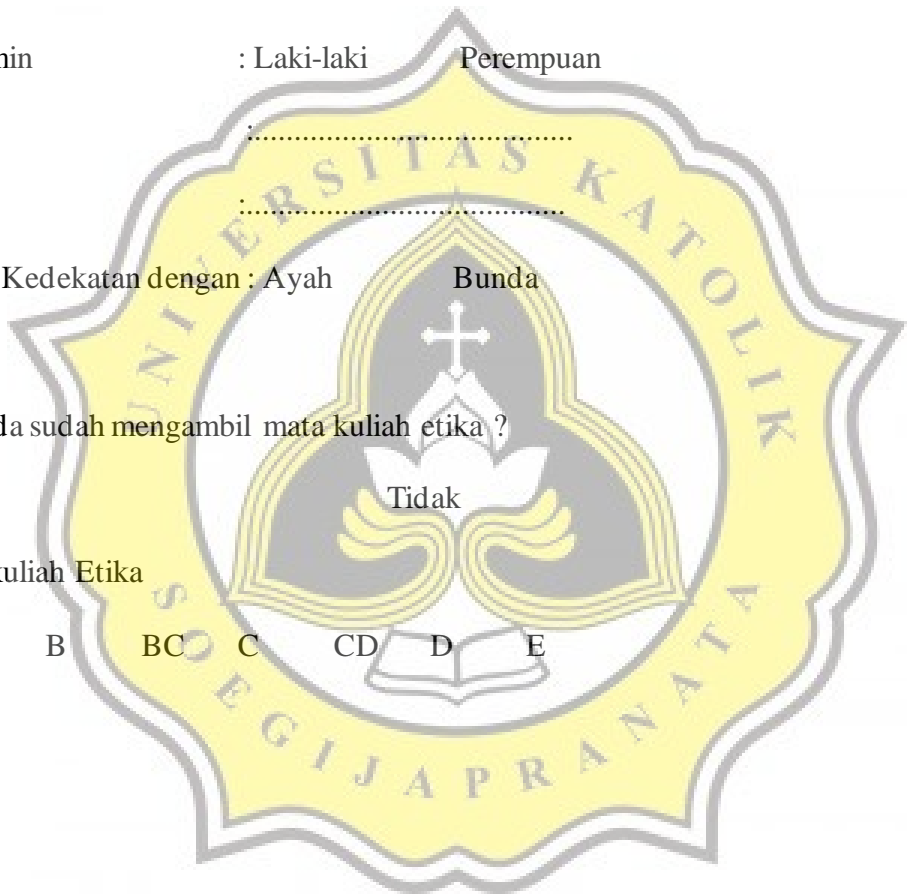 min : Laki-laki Perempuan
:........................................
:........................................
Kedekatan dengan : Ayah Bunda
da sudah mengambil mata kuliah etika ?
Tidak
kuliah Etika
B BC C CD D E
UNIVERSITAS KATOLIK
SOEGIJAPRANATA